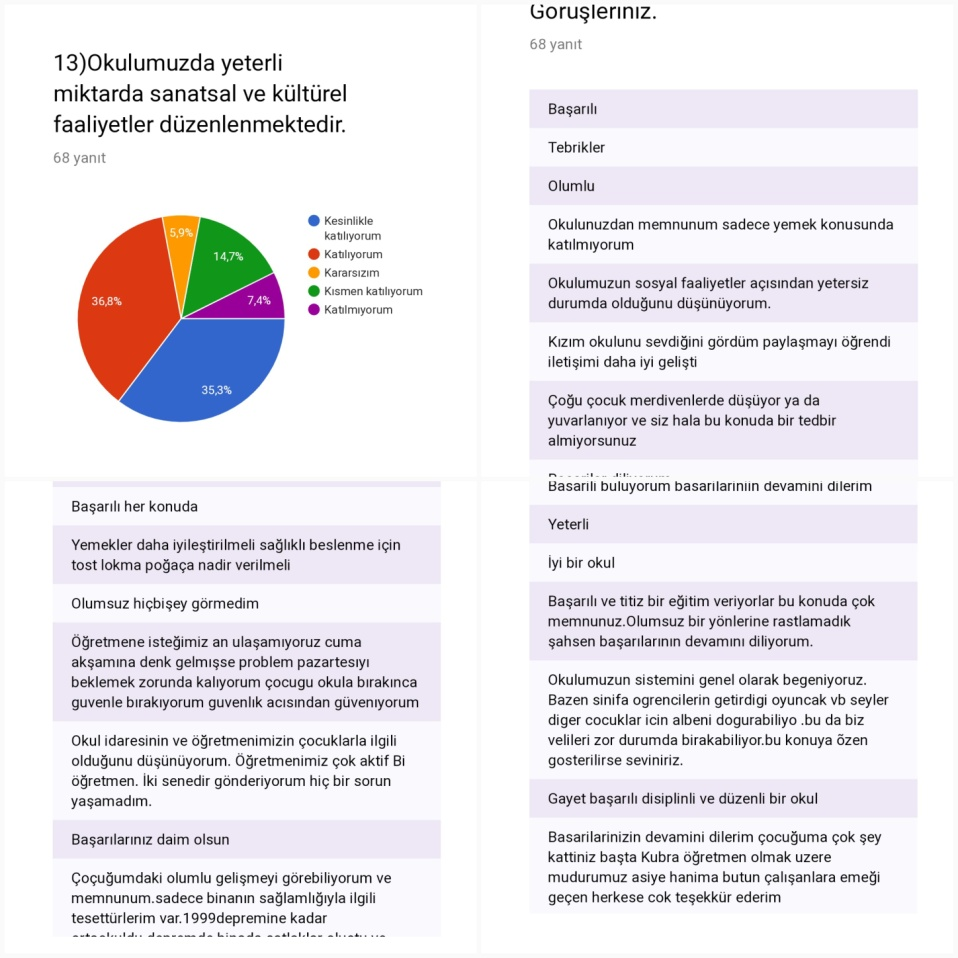 13)Okulumuzda yeterli
miktarda sanatsal ve kültürel
faaliyetler düzenlenmektedir.
68 yanıt
5,9%
14,7%
7,4%
36,8%
35,3%
Kesinlikle
katılıyorum
Katılıyorum
Kararsızım
Kısmen katılıyorum
Katılmıyorum
Görüşleriniz.
68 yanıt
Başarılı
Tebrikler
Olumlu
Okulunuzdan memnunum sadece yemek konusunda
katılmıyorum
Okulumuzun sosyal faaliyetler açısından yetersiz
durumda olduğunu düşünüyorum.
Kızım okulunu sevdiğini gördüm paylaşmayı öğrendi
iletişimi daha iyi gelişti
Çoğu çocuk merdivenlerde düşüyor ya da
yuvarlanıyor ve siz hala bu konuda bir tedbir
almiyorsunuz
Başarılı her konuda
Yemekler daha iyileştirilmeli sağlıklı beslenme için
tost lokma poğaça nadir verilmeli
Olumsuz hiçbişey görmedim
Öğretmene isteğimiz an ulaşamıyoruz cuma
akşamına denk gelmişse problem pazartesıyı
beklemek zorunda kalıyorum çocugu okula bırakınca
guvenle bırakıyorum guvenlık acısından güvenıyorum
Okul idaresinin ve öğretmenimizin çocuklarla ilgili
olduğunu düşünüyorum. Öğretmenimiz çok aktif Bi
öğretmen. İki senedir gönderiyorum hiç bir sorun
yaşamadım.
Başarılarınız daim olsun
Çoçuğumdaki olumlu gelişmeyi görebiliyorum ve
memnunum.sadece binanın sağlamlığıyla ilgili
tesettürlerim var.1999depremine kadar
Basarılı buluyorum basarılarınıın devamını dılerım
Yeterli
İyi bir okul
Başarılı ve titiz bir eğitim veriyorlar bu konuda çok
memnunuz.Olumsuz bir yönlerine rastlamadık
şahsen başarılarının devamını diliyorum.
Okulumuzun sistemini genel olarak begeniyoruz.
Bazen sinifa ogrencilerin getirdigi oyuncak vb seyler
diger cocuklar icin albeni dogurabiliyo .bu da biz
velileri zor durumda birakabiliyor.bu konuya õzen
gosterilirse seviniriz.
Gayet başarılı disiplinli ve düzenli bir okul
Basarilarinizin devamini dilerim çocuğuma çok şey
kattiniz başta Kubra öğretmen olmak uzere
mudurumuz asiye hanima butun çalışanlara emeği
geçen herkese cok teşekkür ederim